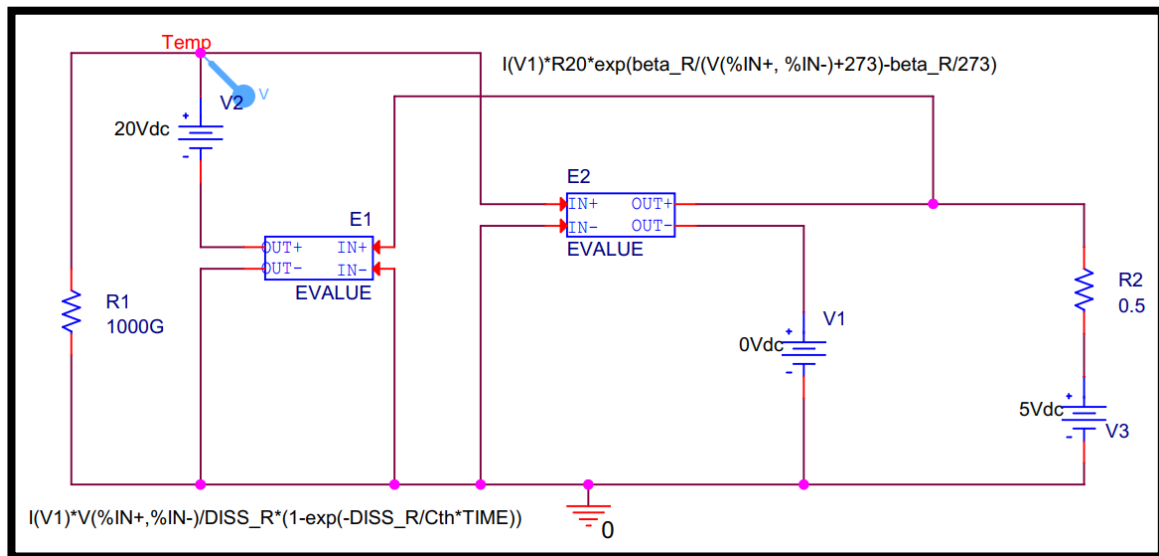 Temp
I(V1)*R20*exp(beta_R/(V(%IN+, %IN-)+273)-beta_R/273)
V
V2
+
20Vdc
-
E2
IN+ OUT+
IN- OUT-
EVALUE
E1
OUT+ IN+
OUT- IN-
EVALUE
R1
1000G
R2
0.5
V1
+
0Vdc
-
+
5Vdc
-
V3
I(V1)*V(%IN+,%IN-)/DISS_R*(1-exp(-DISS_R/Cth*TIME))
0